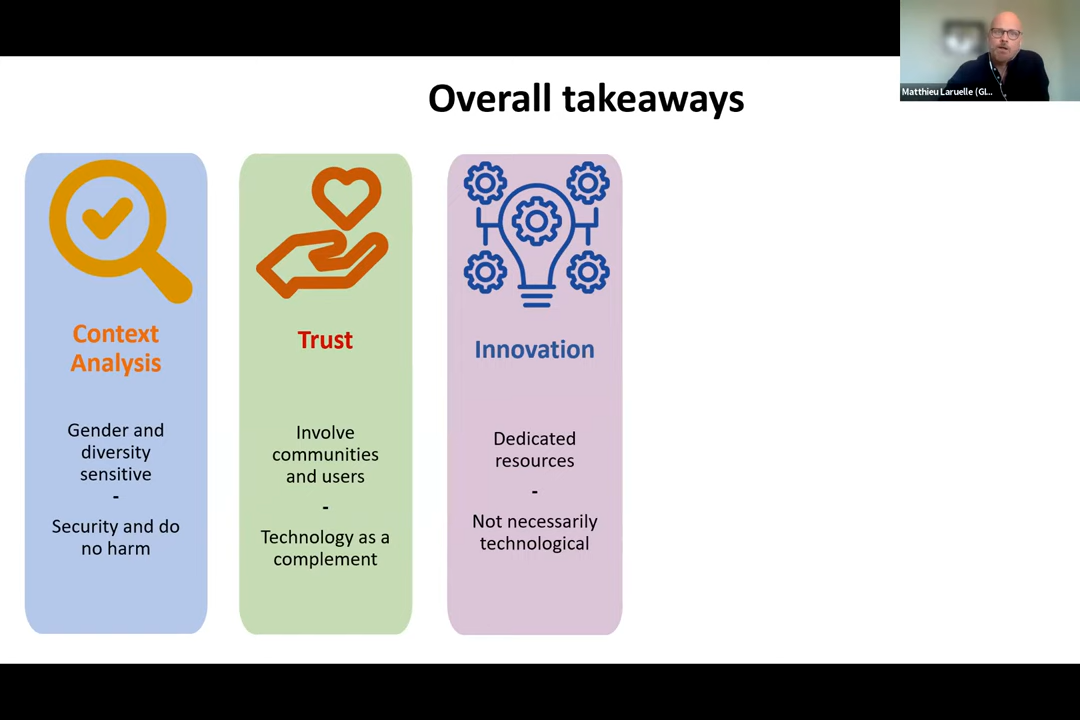 Overall takeaways
Matthieu Laruelle (GI...
Context
Analysis
Gender and
diversity
sensitive
-
Security and do
no harm
Trust
Involve
communities
and users
-
Technology as a
complement
Innovation
Dedicated
resources
-
Not necessarily
technological